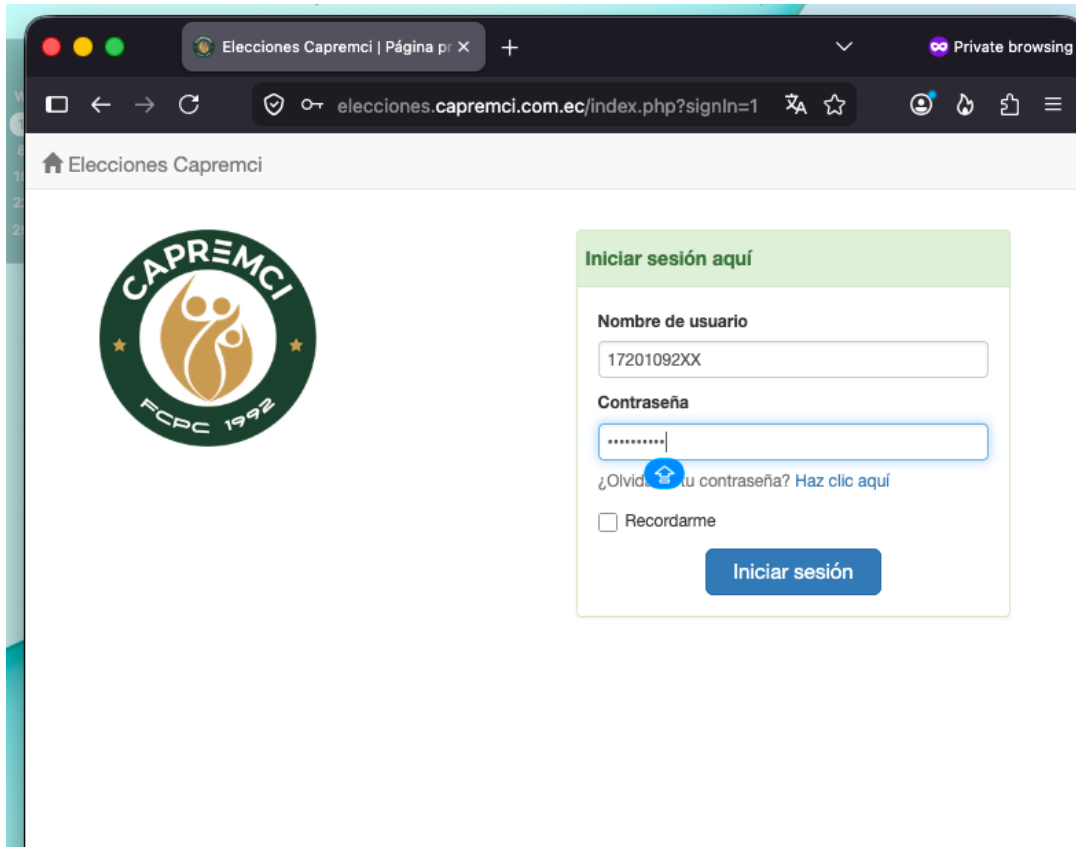 Elecciones Capremci | Página pr
Private browsing
elecciones.capremci.com.ec/index.php?signIn=1
Elecciones Capremci
CAPREMCI
FCPC 1992
Iniciar sesión aquí
Nombre de usuario
17201092XX
Contraseña
••••••••••
¿Olvid tu contraseña? Haz clic aquí
Recordarme
Iniciar sesión